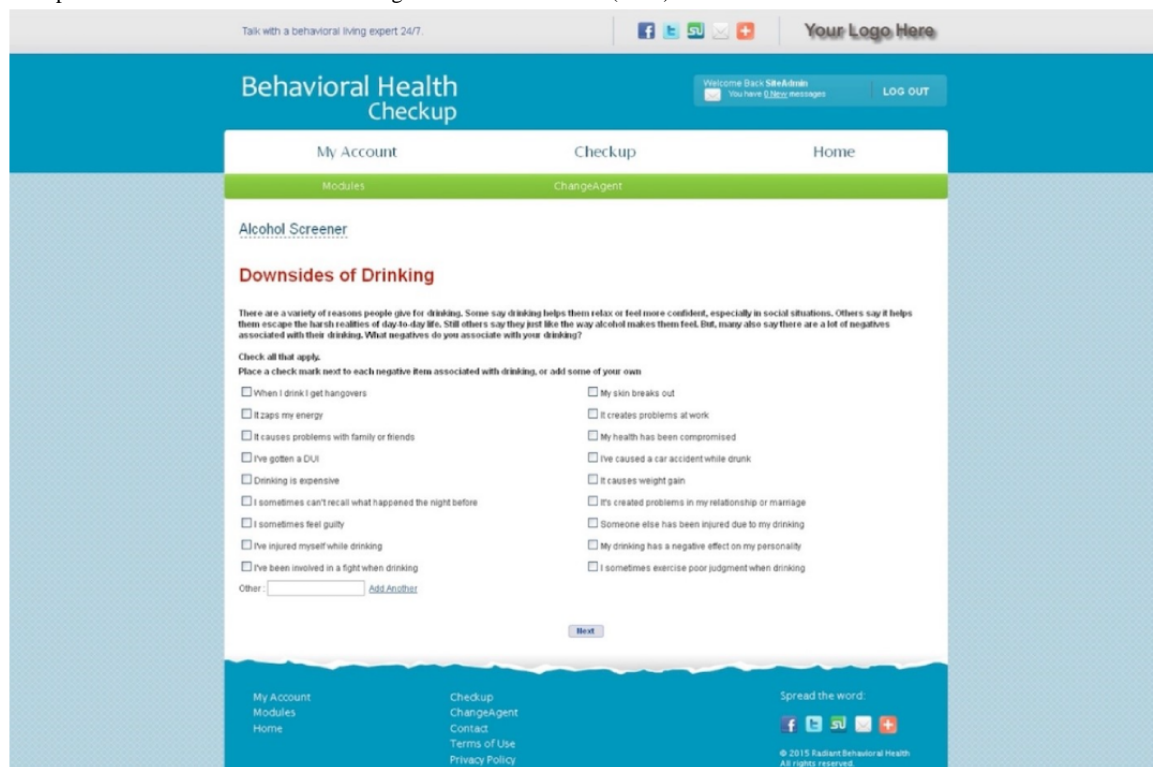 Talk with a behavioral living expert 24/7.
Your Logo Here
Behavioral Health
Checkup
Welcome Back SiteAdmin
You have 0 New messages
LOG OUT
My Account
Checkup
Home
Modules
ChangeAgent
Alcohol Screener
Downsides of Drinking
There are a variety of reasons people give for drinking. Some say drinking helps them relax or feel more confident, especially in social situations. Others say it helps
them escape the harsh realities of day-to-day life. Still others say they just like the way alcohol makes them feel. But, many also say there are a lot of negatives
associated with their drinking. What negatives do you associate with your drinking?
Check all that apply.
Place a check mark next to each negative item associated with drinking, or add some of your own
When I drink I get hangovers
My skin breaks out
It zaps my energy
It creates problems at work
It causes problems with family or friends
My health has been compromised
I've gotten a DUI
I've caused a car accident while drunk
Drinking is expensive
It causes weight gain
I sometimes can't recall what happened the night before
It's created problems in my relationship or marriage
I sometimes feel guilty
Someone else has been injured due to my drinking
I've injured myself while drinking
My drinking has a negative effect on my personality
I've been involved in a fight when drinking
I sometimes exercise poor judgment when drinking
Other :
Add Another
Next
My Account
Checkup
Spread the word:
Modules
ChangeAgent
Home
Contact
Terms of Use
Privacy Policy
© 2015 Radiant Behavioral Health
All rights reserved